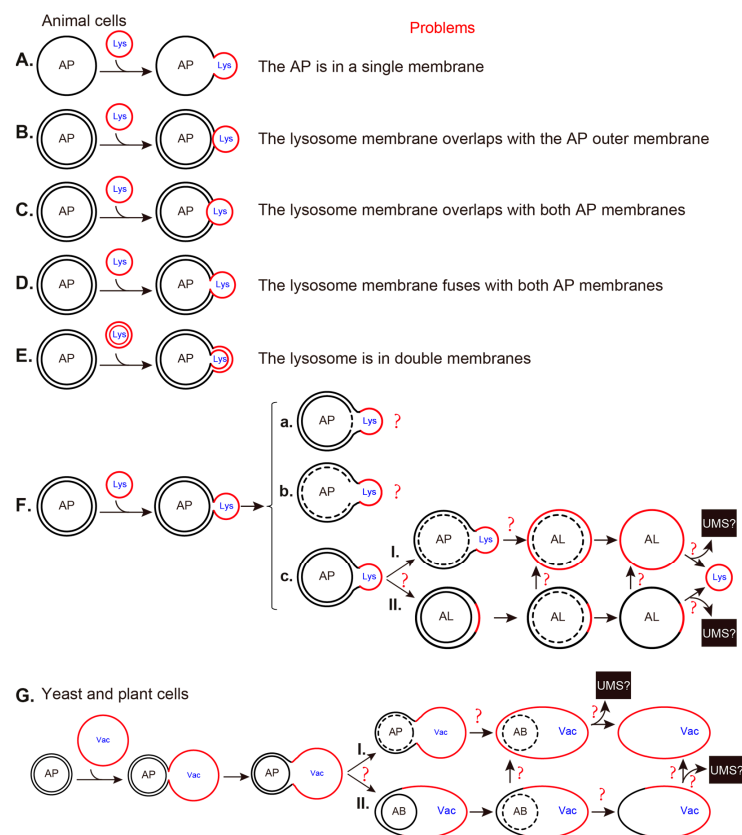 Animal cells
Problems
A. AP Lys AP Lys The AP is in a single membrane
B. AP Lys AP Lys The lysosome membrane overlaps with the AP outer membrane
C. AP Lys AP Lys The lysosome membrane overlaps with both AP membranes
D. AP Lys AP Lys The lysosome membrane fuses with both AP membranes
E. AP Lys AP Lys The lysosome is in double membranes
a. AP Lys ?
F. AP Lys AP Lys
b. AP Lys ?
c. AP Lys ?
I. AP Lys ? AL AL ? UMS?
? ? Lys
II. AL AL AL ? UMS?
G. Yeast and plant cells
AP Vac AP Vac AP Vac ?
I. AP Vac ? AB Vac ? UMS? Vac
? ? ? UMS?
II. AB Vac AB Vac ? Vac